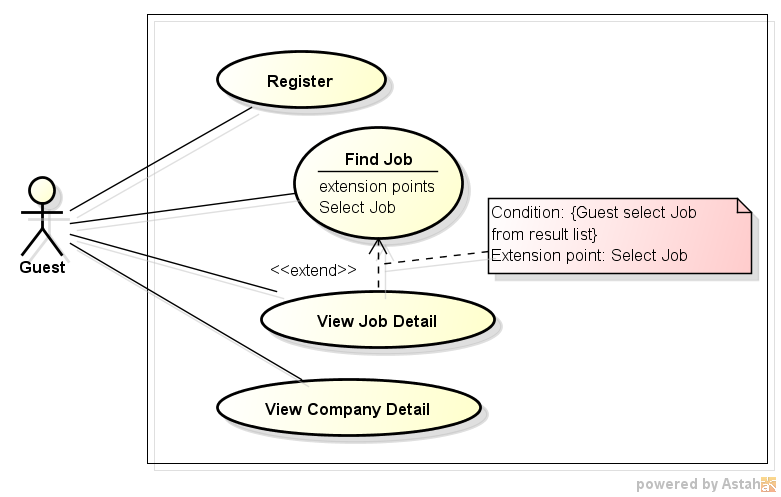 Register
Find Job
extension points
Select Job
Condition: {Guest select Job
from result list}
Extension point: Select Job
Guest
<<extend>>
View Job Detail
View Company Detail
powered by Astah